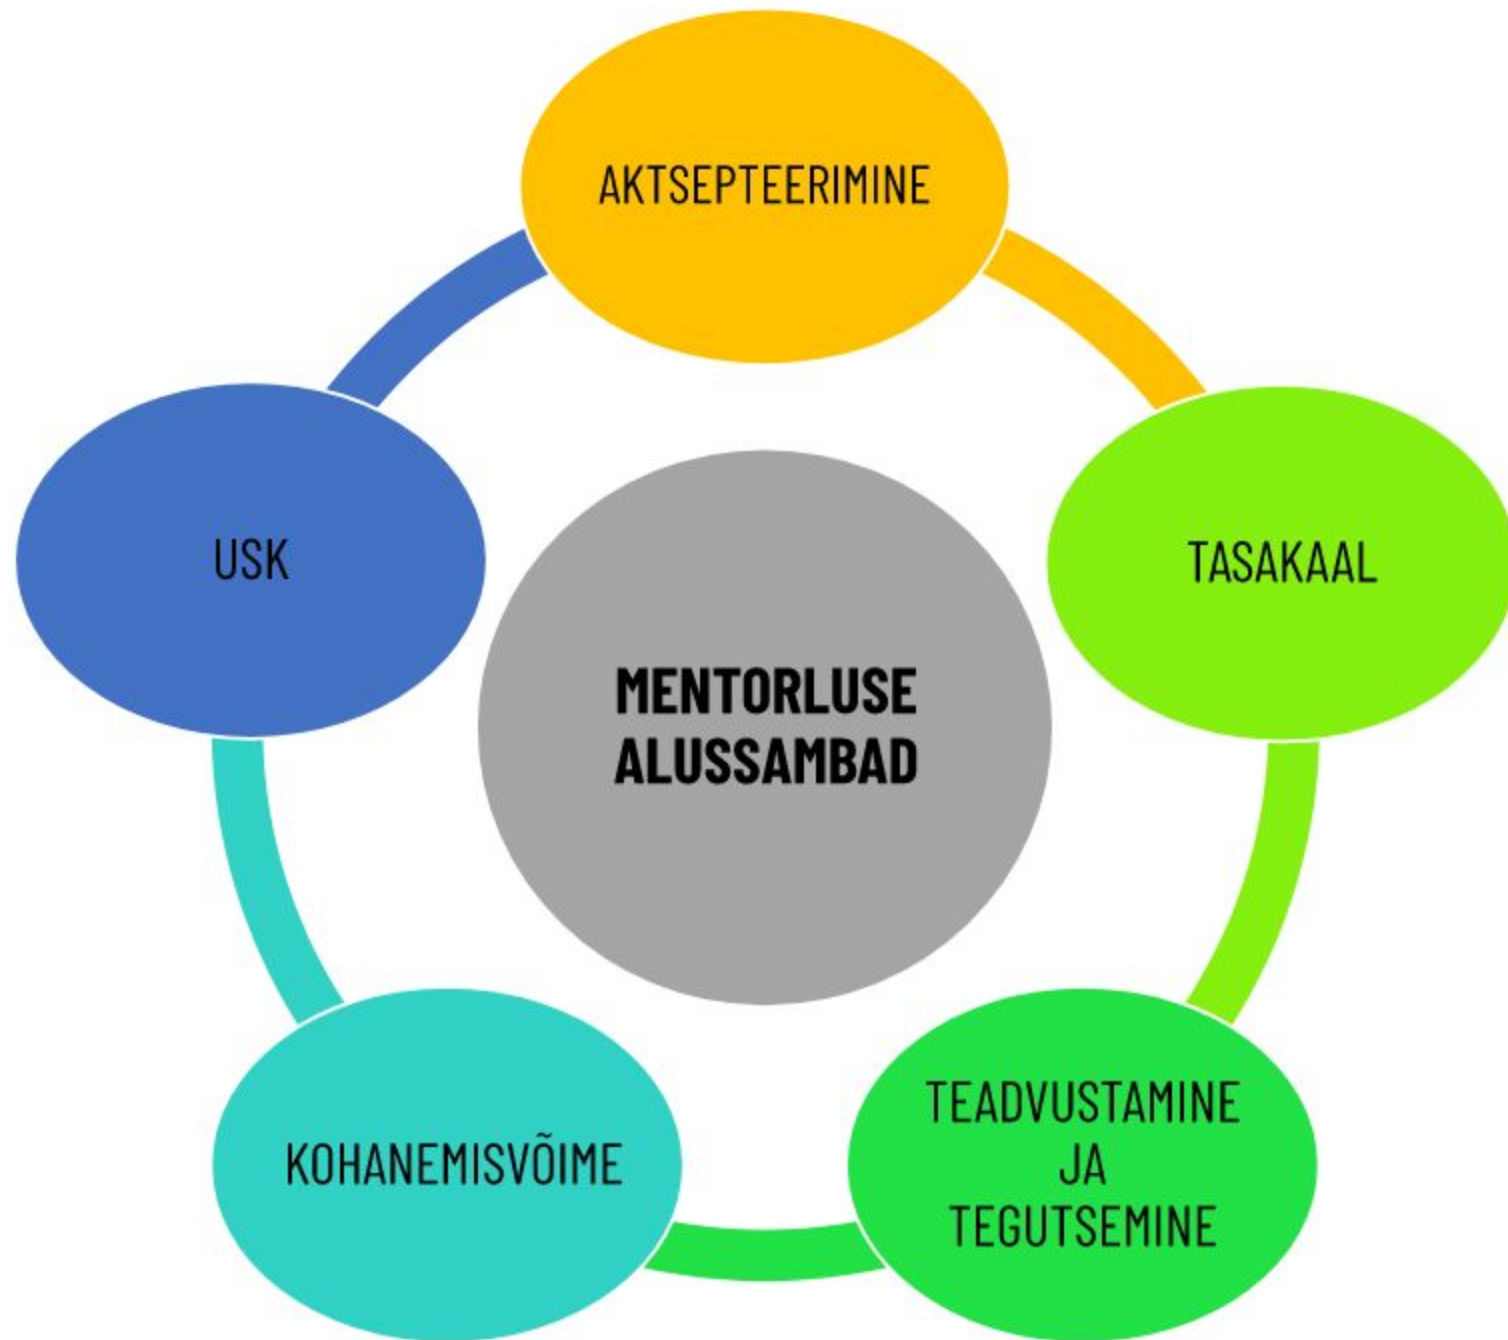 AKTSEPTEERIMINE
USK
TASAKAAL
MENTORLUSE
ALUSSAMBAD
KOHANEMISVÕIME
TEADVUSTAMINE
JA
TEGUTSEMINE